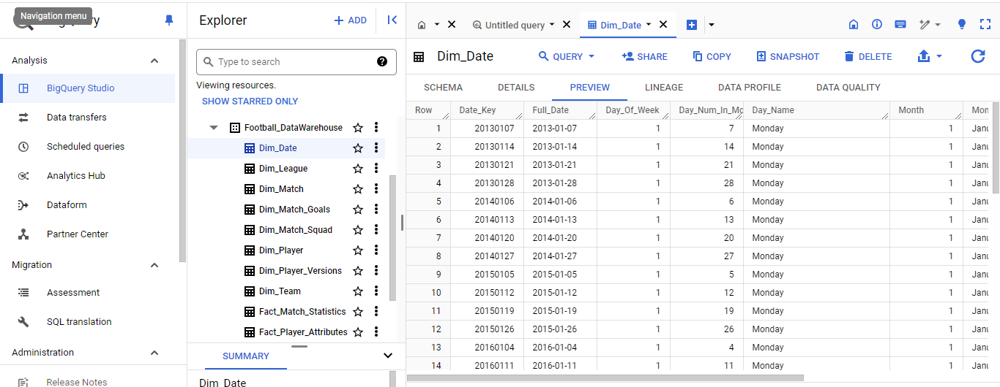 Navigation menu
Explorer
ADD
Untitled query
Dim_Date
Analysis
BigQuery Studio
Data transfers
Scheduled queries
Analytics Hub
Dataform
Partner Center
Migration
Assessment
SQL translation
Administration
Release Notes
Type to search
Viewing resources.
SHOW STARRED ONLY
Football_DataWarehouse
Dim_Date
Dim_League
Dim_Match
Dim_Match_Goals
Dim_Match_Squad
Dim_Player
Dim_Player_Versions
Dim_Team
Fact_Match_Statistics
Fact_Player_Attributes
SUMMARY
Dim_Date
Dim_Date QUERY SHARE COPY SNAPSHOT DELETE
SCHEMA DETAILS PREVIEW LINEAGE DATA PROFILE DATA QUALITY
Row Date_Key Full_Date Day_Of_Week Day_Num_In_Mo Day_Name Month Mon
1 20130107 2013-01-07 1 7 Monday 1 Janu
2 20130114 2013-01-14 1 14 Monday 1 Janu
3 20130121 2013-01-21 1 21 Monday 1 Janu
4 20130128 2013-01-28 1 28 Monday 1 Janu
5 20140106 2014-01-06 1 6 Monday 1 Janu
6 20140113 2014-01-13 1 13 Monday 1 Janu
7 20140120 2014-01-20 1 20 Monday 1 Janu
8 20140127 2014-01-27 1 27 Monday 1 Janu
9 20150105 2015-01-05 1 5 Monday 1 Janu
10 20150112 2015-01-12 1 12 Monday 1 Janu
11 20150119 2015-01-19 1 19 Monday 1 Janu
12 20150126 2015-01-26 1 26 Monday 1 Janu
13 20160104 2016-01-04 1 4 Monday 1 Janu
14 20160111 2016-01-11 1 11 Monday 1 Janu